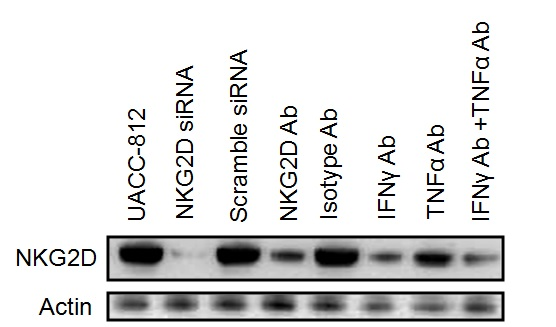 UACC-812
NKG2D siRNA
Scramble siRNA
NKG2D Ab
Isotype Ab
IFNγ Ab
TNFα Ab
IFNγ Ab +TNFα Ab
NKG2D
Actin